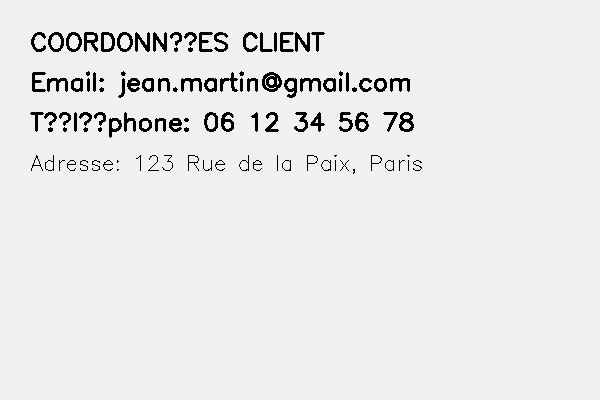 COORDONN??ES CLIENT
Email: jean.martin@gmail.com
T??l??phone: 06 12 34 56 78
Adresse: 123 Rue de la Paix, Paris